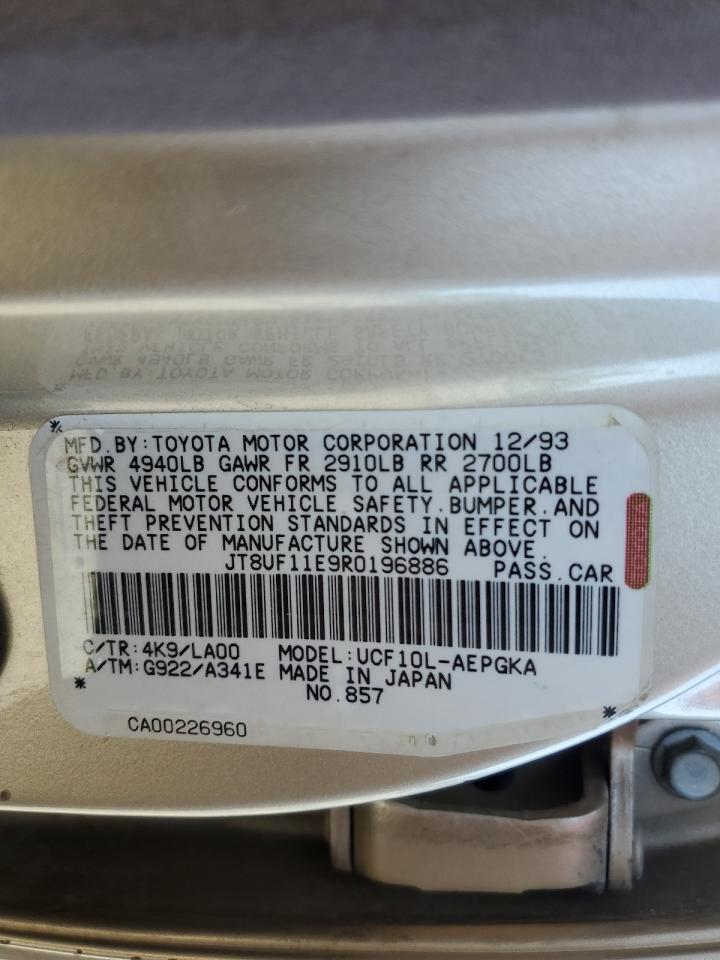 MFD.BY:TOYOTA MOTOR CORPORATION 12/93
GVWR 4940LB GAWR FR 2910LB RR 2700LB
THIS VEHICLE CONFORMS TO ALL APPLICABLE
FEDERAL MOTOR VEHICLE SAFETY.BUMPER.AND
THEFT PREVENTION STANDARDS IN EFFECT ON
THE DATE OF MANUFACTURE SHOWN ABOVE.
JT8UF11E9R0196886 PASS.CAR
C/TR:4K9/LA00 MODEL:UCF10L-AEPGKA
A/TM:G922/A341E MADE IN JAPAN
NO.857
CA00226960